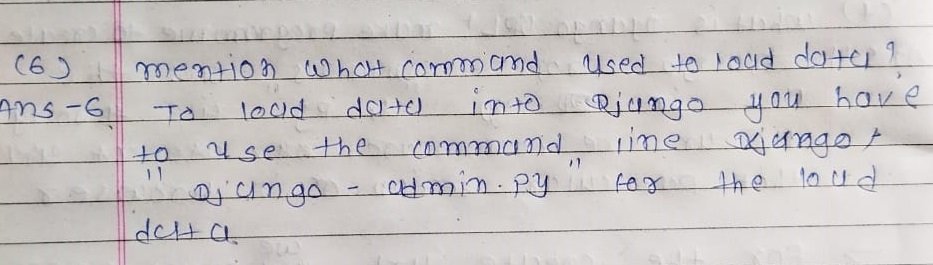 (6) mention what command used to load data?
Ans-6. To load data into Django you have
to use the command line Django,
"Django-admin.py" for the load
data.